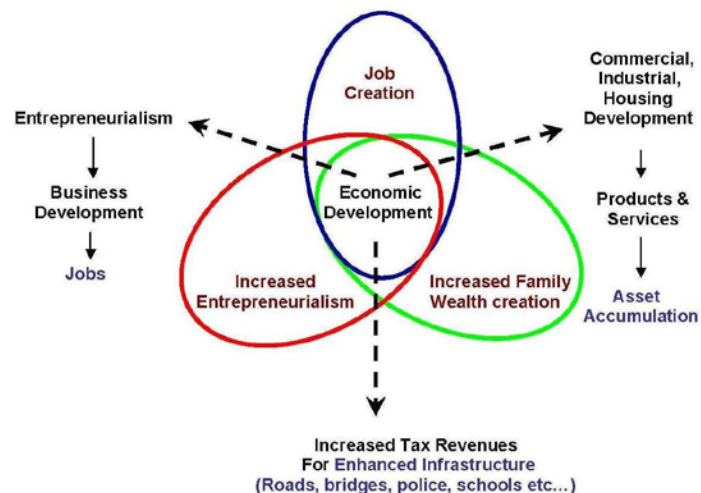 Job
Creation
Commercial,
Industrial,
Housing
Development
Entrepreneurialism
Business
Development
Jobs
Economic
Development
Products &
Services
Increased
Entrepreneurialism
Increased Family
Wealth creation
Asset
Accumulation
Increased Tax Revenues
For Enhanced Infrastructure
(Roads, bridges, police, schools etc...)